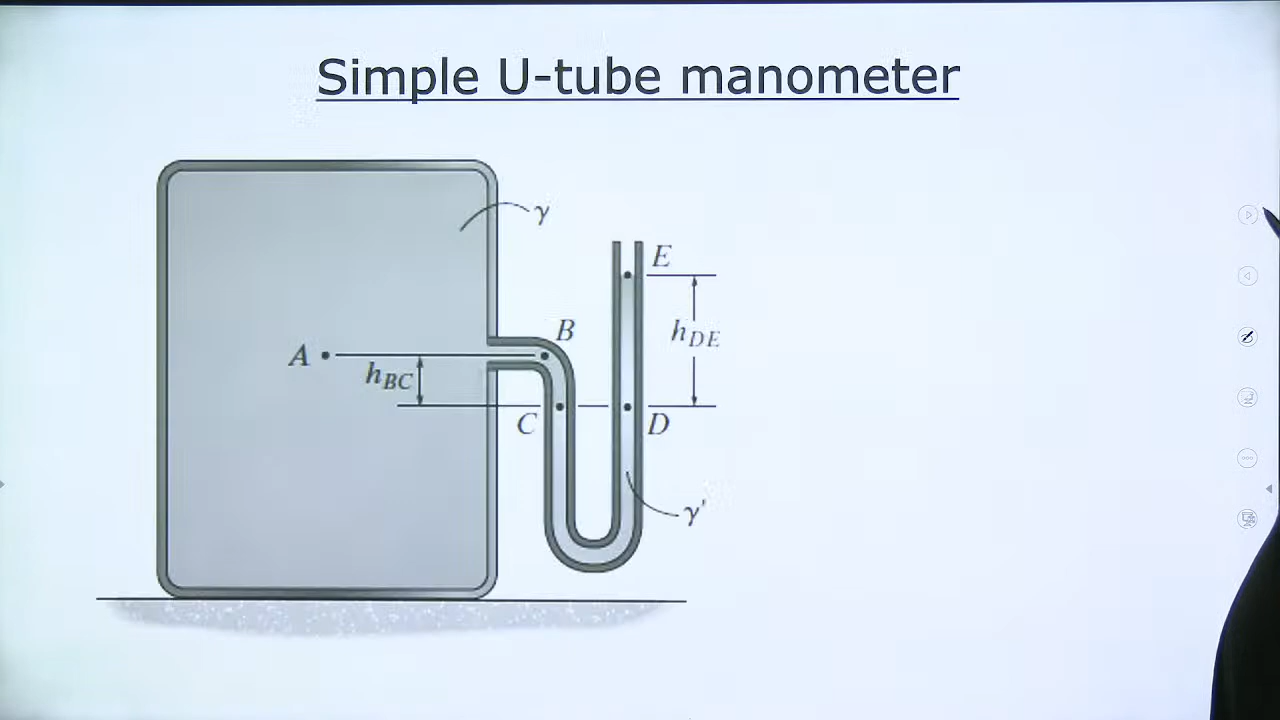 Simple U-tube manometer
γ
E
B
h_DE
A
h_BC
C
D
γ'